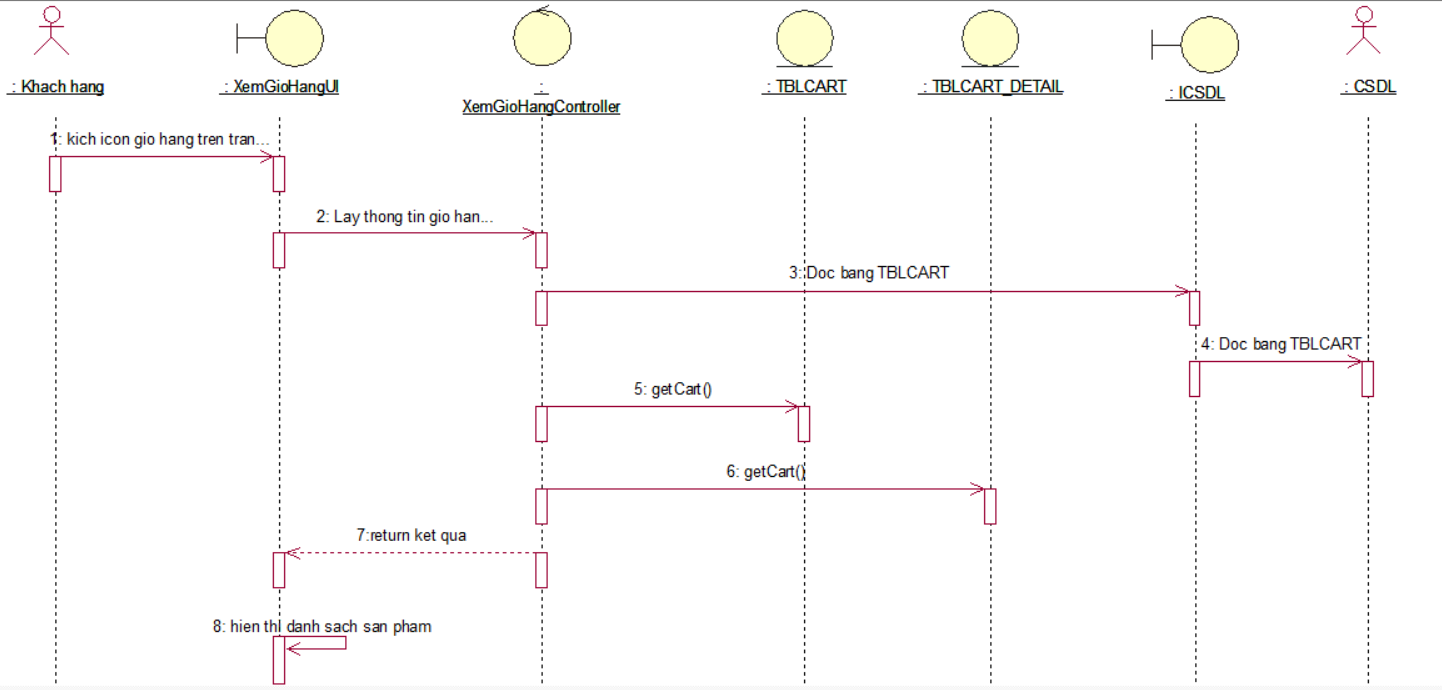 : Khach hang
: XemGioHangUI
:
XemGioHangController
: TBLCART
: TBLCART_DETAIL
: ICSDL
: CSDL
1: kich icon gio hang tren tran...
2: Lay thong tin gio han...
3: Doc bang TBLCART
4: Doc bang TBLCART
5: getCart()
6: getCart()
7:return ket qua
8: hien thi danh sach san pham